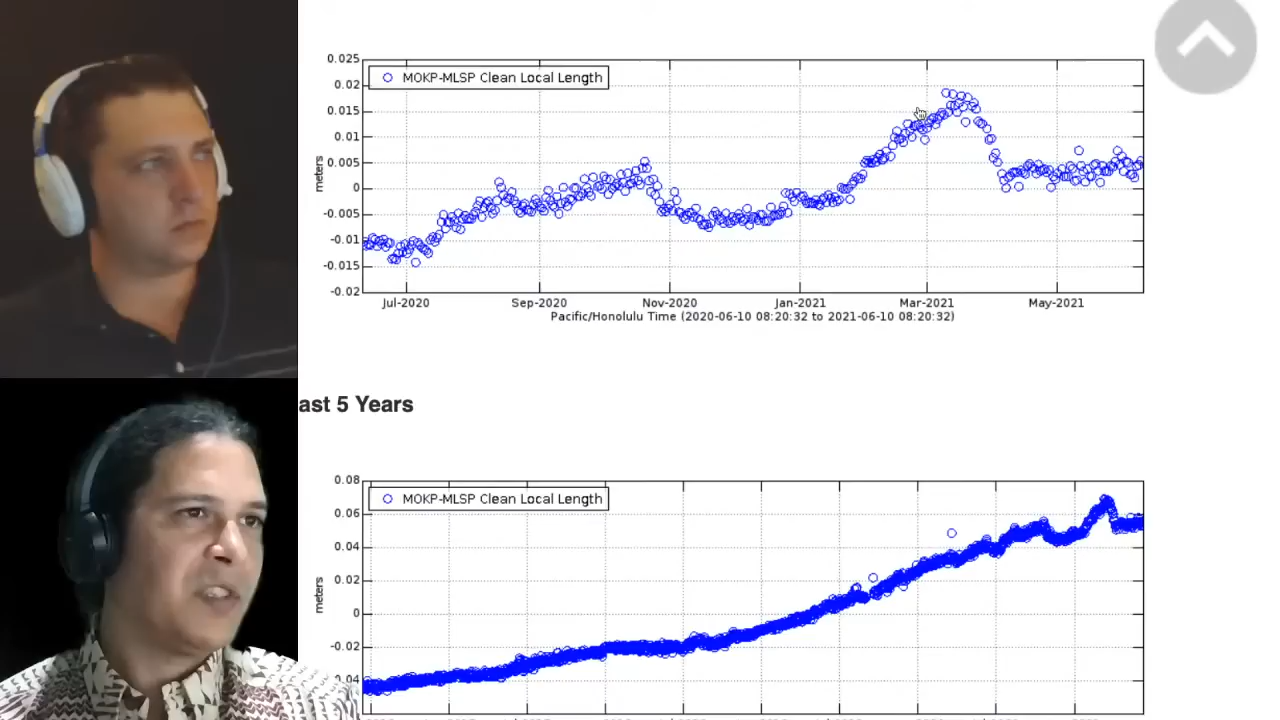 0.025
MOKP-MLSP Clean Local Length
0.02
0.015
0.01
0.005
0
-0.005
-0.01
-0.015
-0.02
meters
Jul-2020 Sep-2020 Nov-2020 Jan-2021 Mar-2021 May-2021
Pacific/Honolulu Time (2020-06-10 08:20:32 to 2021-06-10 08:20:32)
ast 5 Years
0.08
MOKP-MLSP Clean Local Length
0.06
0.04
0.02
0
-0.02
0.04
meters